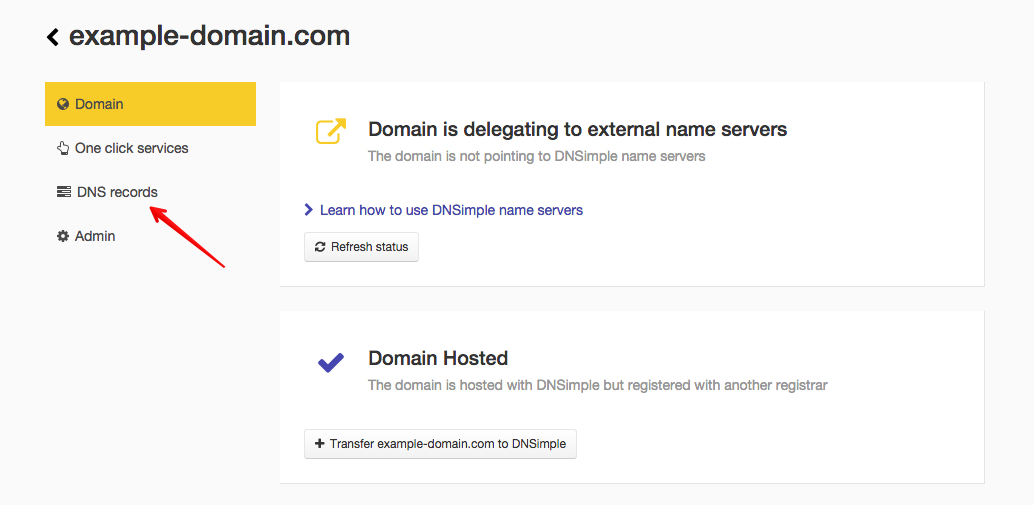 example-domain.com
Domain
One click services
DNS records
Admin
Domain is delegating to external name servers
The domain is not pointing to DNSimple name servers
Learn how to use DNSimple name servers
Refresh status
Domain Hosted
The domain is hosted with DNSimple but registered with another registrar
Transfer example-domain.com to DNSimple